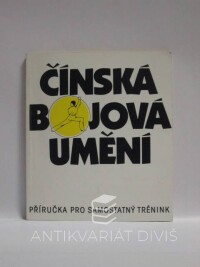 ČÍNSKÁ
BOJOVÁ
UMĚNÍ
PŘÍRUČKA PRO SAMOSTATNÝ TRÉNINK
ANTIKVARIÁT DIVIŠ